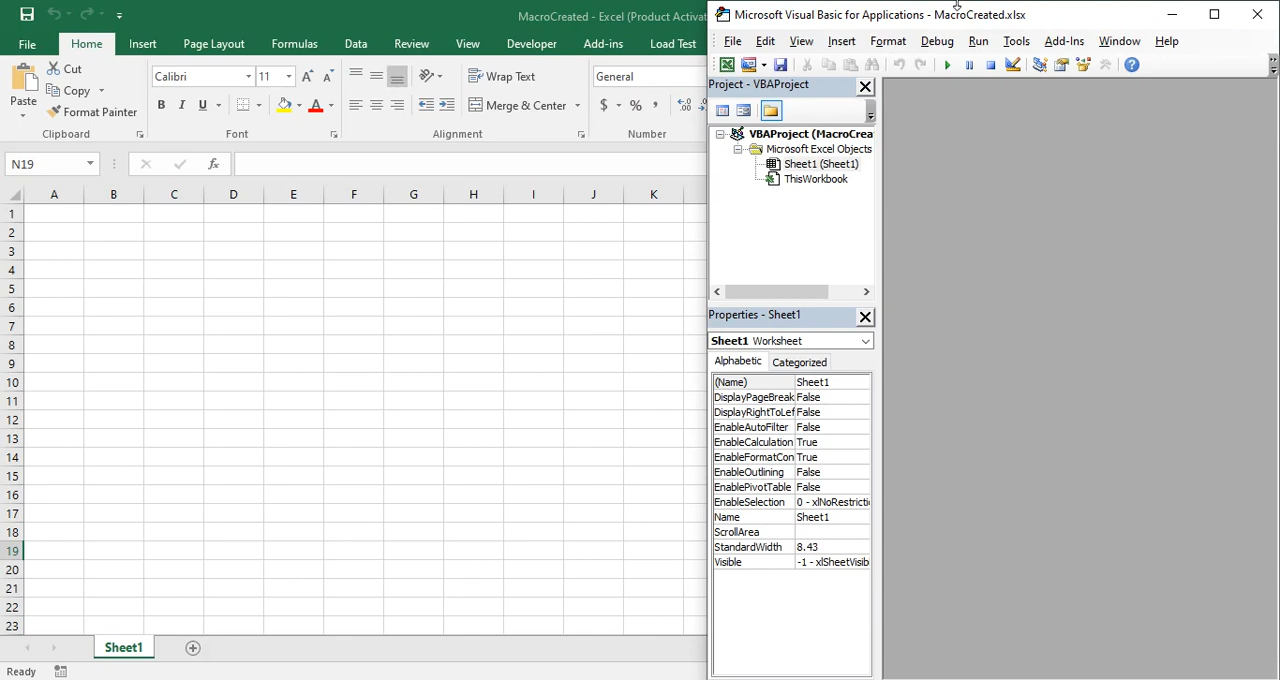 MacroCreated - Excel (Product Activat
File
Home
Insert
Page Layout
Formulas
Data
Review
View
Developer
Add-ins
Load Test
Paste
Cut
Copy
Format Painter
Clipboard
Calibri
11
B I U
Font
Wrap Text
Merge & Center
Alignment
General
$ % ,
Number
N19
fx
A B C D E F G H I J K
1
2
3
4
5
6
7
8
9
10
11
12
13
14
15
16
17
18
19
20
21
22
23
Sheet1
Ready
Microsoft Visual Basic for Applications - MacroCreated.xlsx
File Edit View Insert Format Debug Run Tools Add-Ins Window Help
Project - VBAProject
VBAProject (MacroCrea
Microsoft Excel Objects
Sheet1 (Sheet1)
ThisWorkbook
Properties - Sheet1
Sheet1 Worksheet
Alphabetic Categorized
(Name) Sheet1
DisplayPageBreak False
DisplayRightToLef False
EnableAutoFilter False
EnableCalculation True
EnableFormatCon True
EnableOutlining False
EnablePivotTable False
EnableSelection 0 - xlNoRestricti
Name Sheet1
ScrollArea
StandardWidth 8.43
Visible -1 - xlSheetVisib